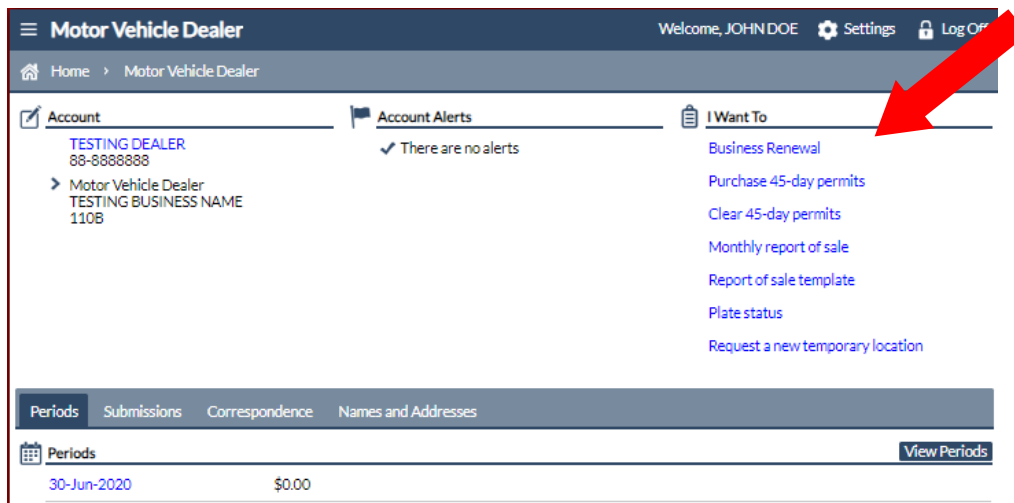 Motor Vehicle Dealer
Welcome, JOHN DOE Settings Log Off
Home > Motor Vehicle Dealer
Account
TESTING DEALER
88-8888888
Motor Vehicle Dealer
TESTING BUSINESS NAME
110B
Account Alerts
There are no alerts
I Want To
Business Renewal
Purchase 45-day permits
Clear 45-day permits
Monthly report of sale
Report of sale template
Plate status
Request a new temporary location
Periods Submissions Correspondence Names and Addresses
Periods View Periods
30-Jun-2020 $0.00